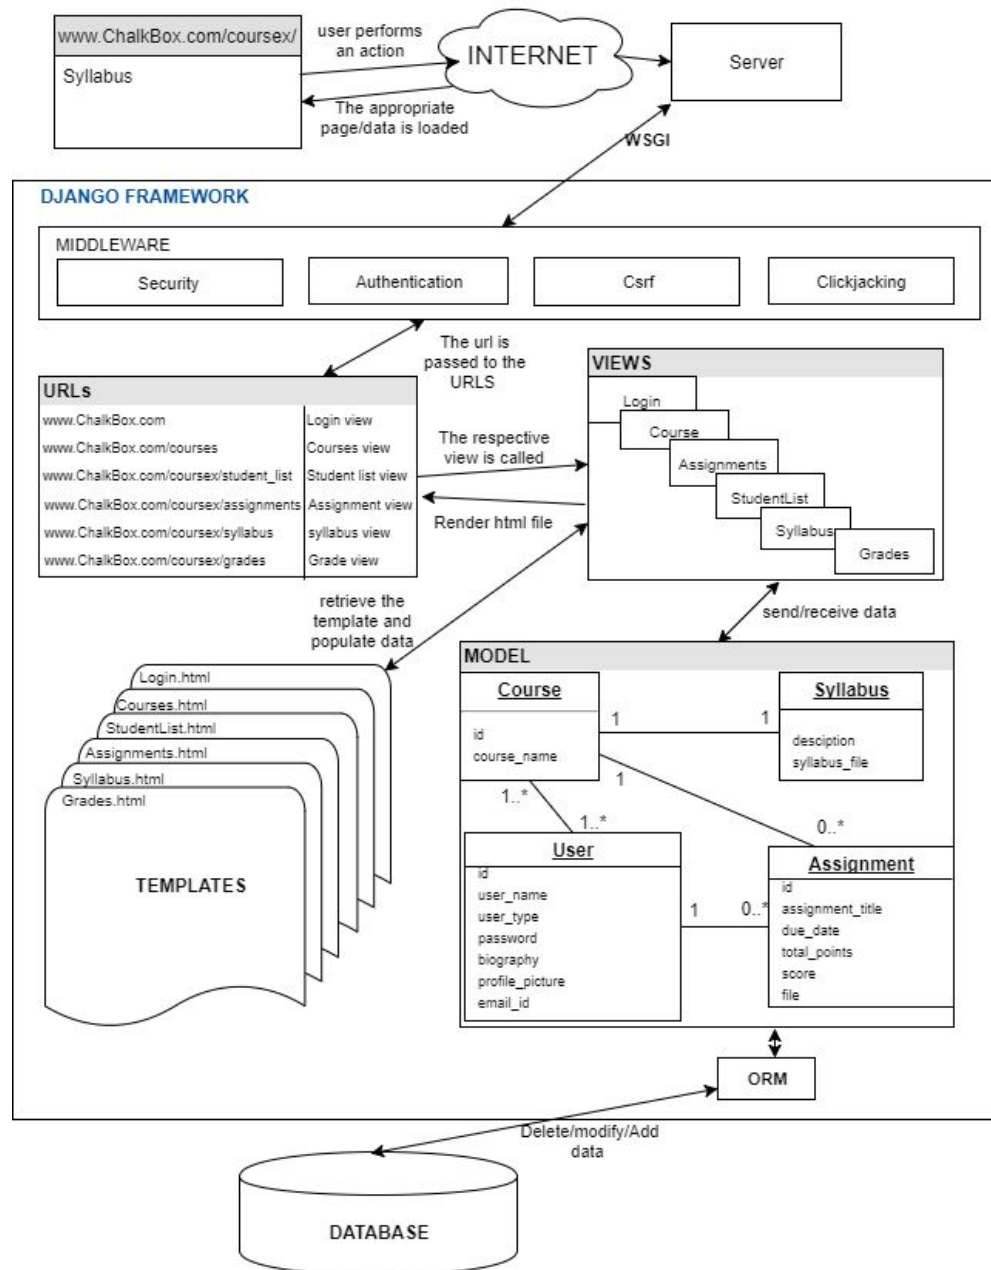 www.ChalkBox.com/coursex/
Syllabus
user performs
an action
INTERNET
Server
The appropriate
page/data is loaded
WSGI
DJANGO FRAMEWORK
MIDDLEWARE
Security
Authentication
Csrf
Clickjacking
The url is
passed to the
URLS
URLs
www.ChalkBox.com Login view
www.ChalkBox.com/courses Courses view
www.ChalkBox.com/coursex/student_list Student list view
www.ChalkBox.com/coursex/assignments Assignment view
www.ChalkBox.com/coursex/syllabus syllabus view
www.ChalkBox.com/coursex/grades Grade view
The respective
view is called
Render html file
VIEWS
Login
Course
Assignments
StudentList
Syllabus
Grades
retrieve the
template and
populate data
send/receive data
Login.html
Courses.html
StudentList.html
Assignments.html
Syllabus.html
Grades.html
TEMPLATES
MODEL
Course
id
course_name
1 1
Syllabus
desciption
syllabus_file
1
1..*
1..*
0..*
User
id
user_name
user_type
password
biography
profile_picture
email_id
1 0..*
Assignment
id
assignment_title
due_date
total_points
score
file
ORM
Delete/modify/Add
data
DATABASE